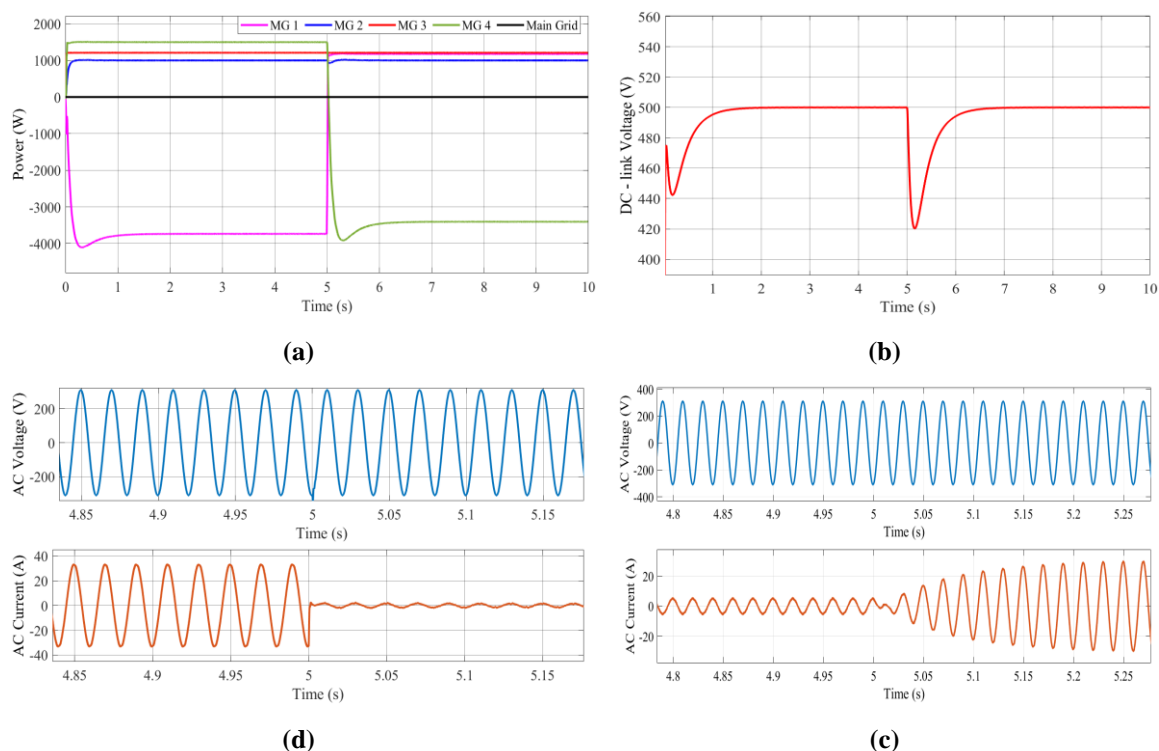 MG 1 MG 2 MG 3 MG 4 Main Grid
2000
1000
0
-1000
-2000
-3000
-4000
Power (W)
0 1 2 3 4 5 6 7 8 9 10
Time (s)
(a)
560
540
520
500
480
460
440
420
400
DC - link Voltage (V)
1 2 3 4 5 6 7 8 9 10
Time (s)
(b)
200
0
-200
AC Voltage (V)
4.85 4.9 4.95 5 5.05 5.1 5.15
Time (s)
40
20
0
-20
-40
AC Current (A)
4.85 4.9 4.95 5 5.05 5.1 5.15
Time (s)
(d)
400
200
0
-200
-400
AC Voltage (V)
4.8 4.85 4.9 4.95 5 5.05 5.1 5.15 5.2 5.25
Time (s)
20
0
-20
AC Current (A)
4.8 4.85 4.9 4.95 5 5.05 5.1 5.15 5.2 5.25
Time (s)
(c)